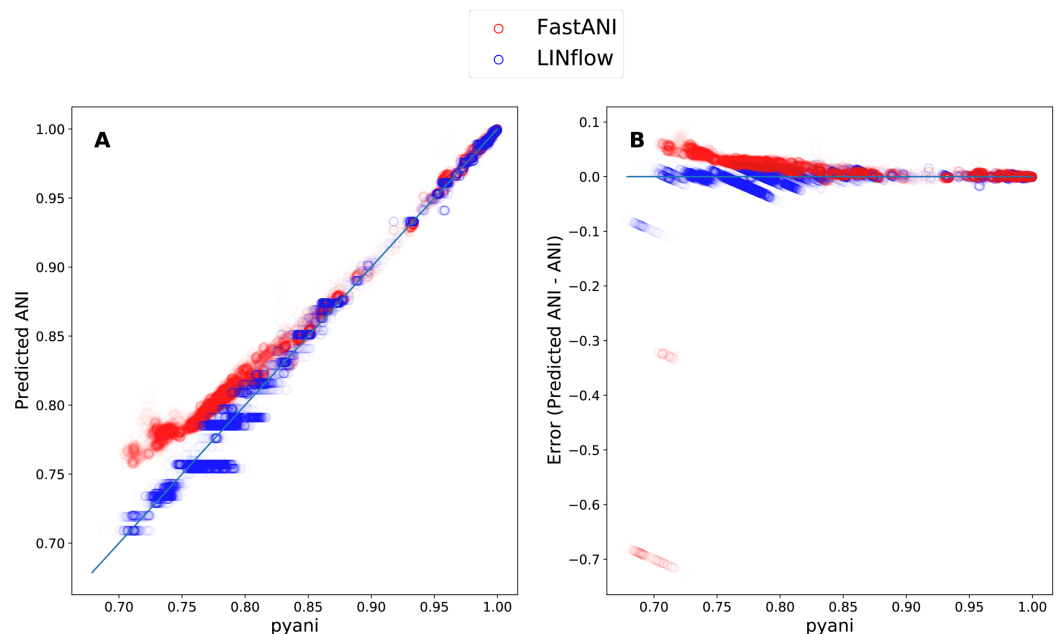 FastANI
LINflow
A
Predicted ANI
1.00
0.95
0.90
0.85
0.80
0.75
0.70
0.70 0.75 0.80 0.85 0.90 0.95 1.00
pyani
B
Error (Predicted ANI - ANI)
0.1
0.0
−0.1
−0.2
−0.3
−0.4
−0.5
−0.6
−0.7
0.70 0.75 0.80 0.85 0.90 0.95 1.00
pyani